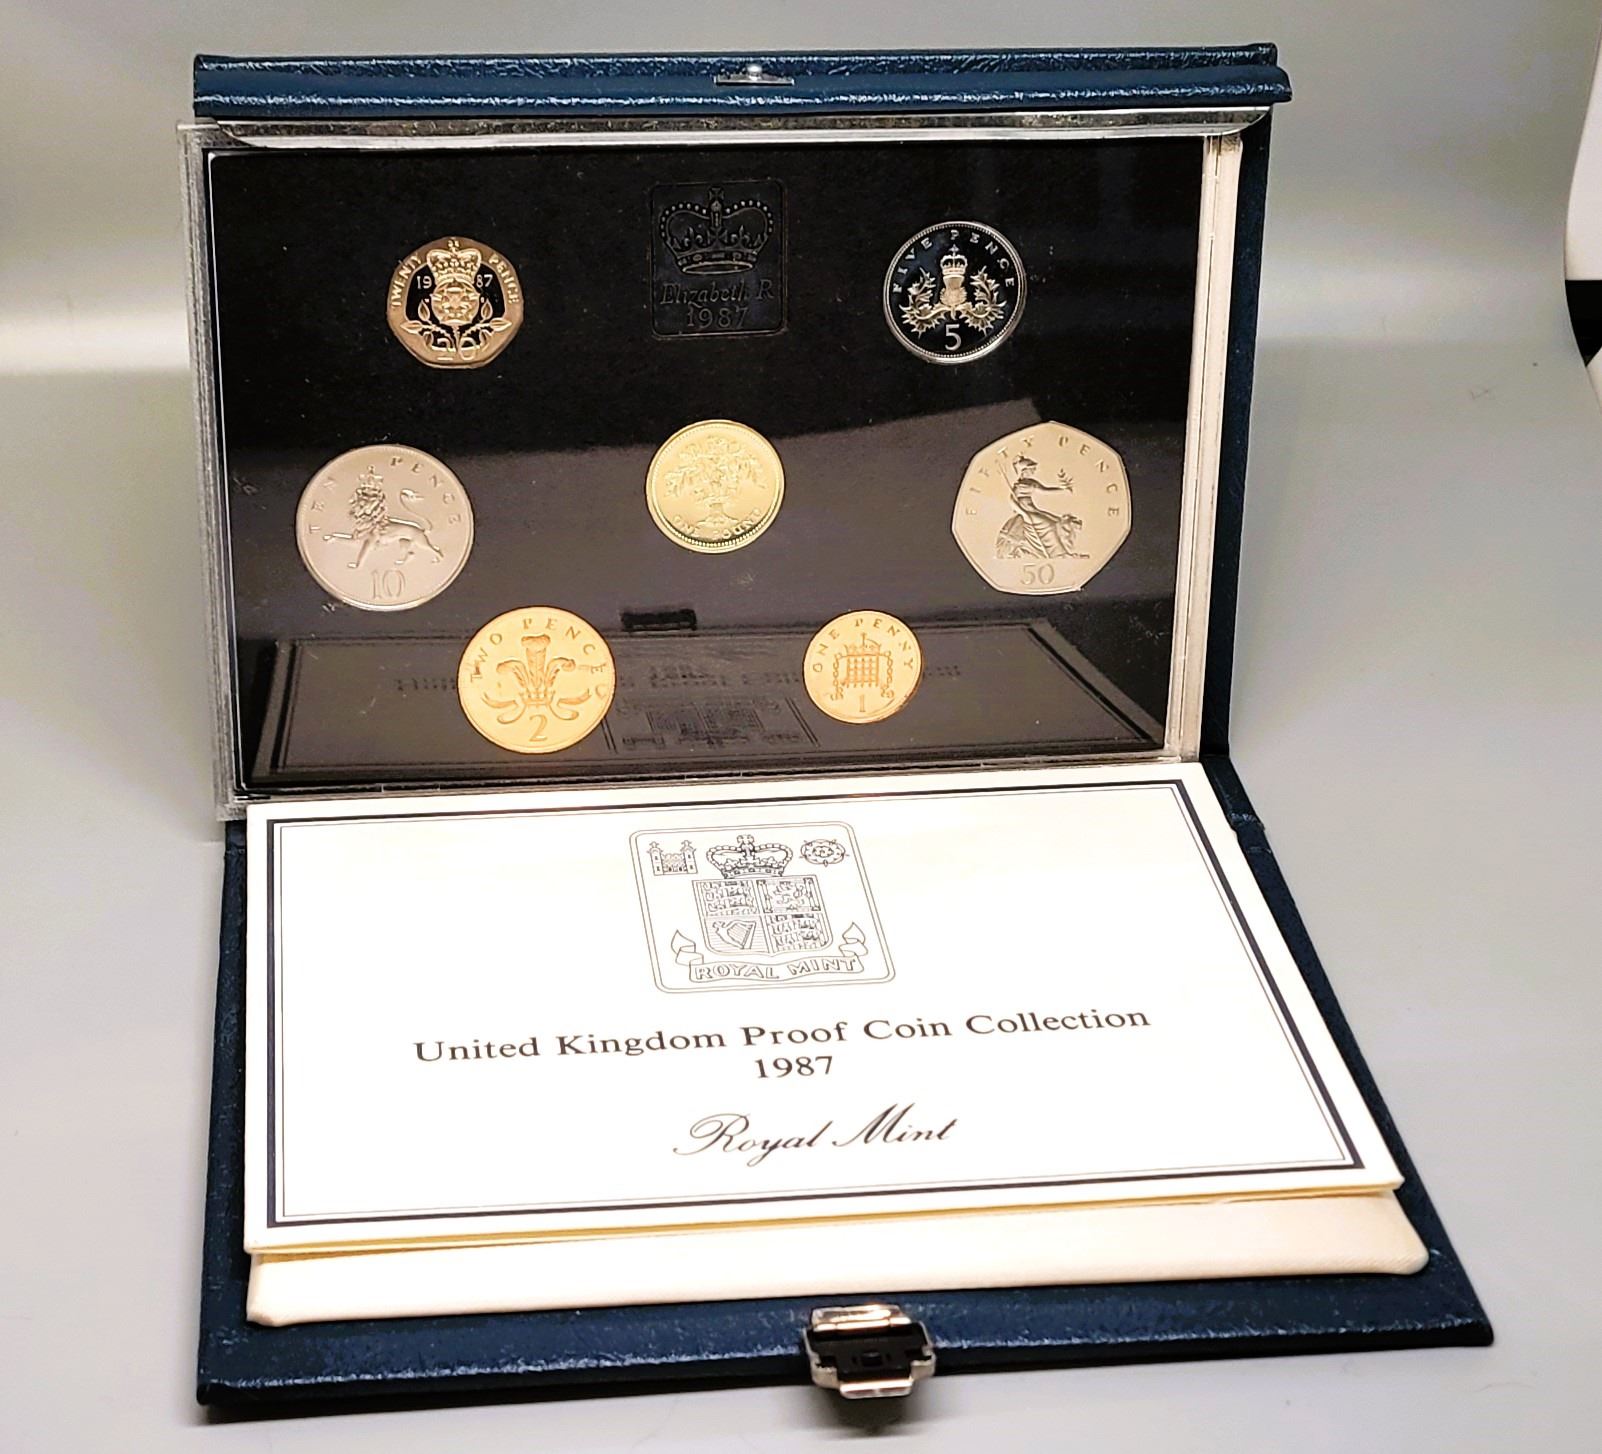 Elizabeth R
1987
TWENTY PENCE
19 87
20
FIVE PENCE
5
TEN PENCE
10
ONE POUND
FIFTY PENCE
50
TWO PENCE
2
ONE PENNY
1
ROYAL MINT
United Kingdom Proof Coin Collection
1987
Royal Mint